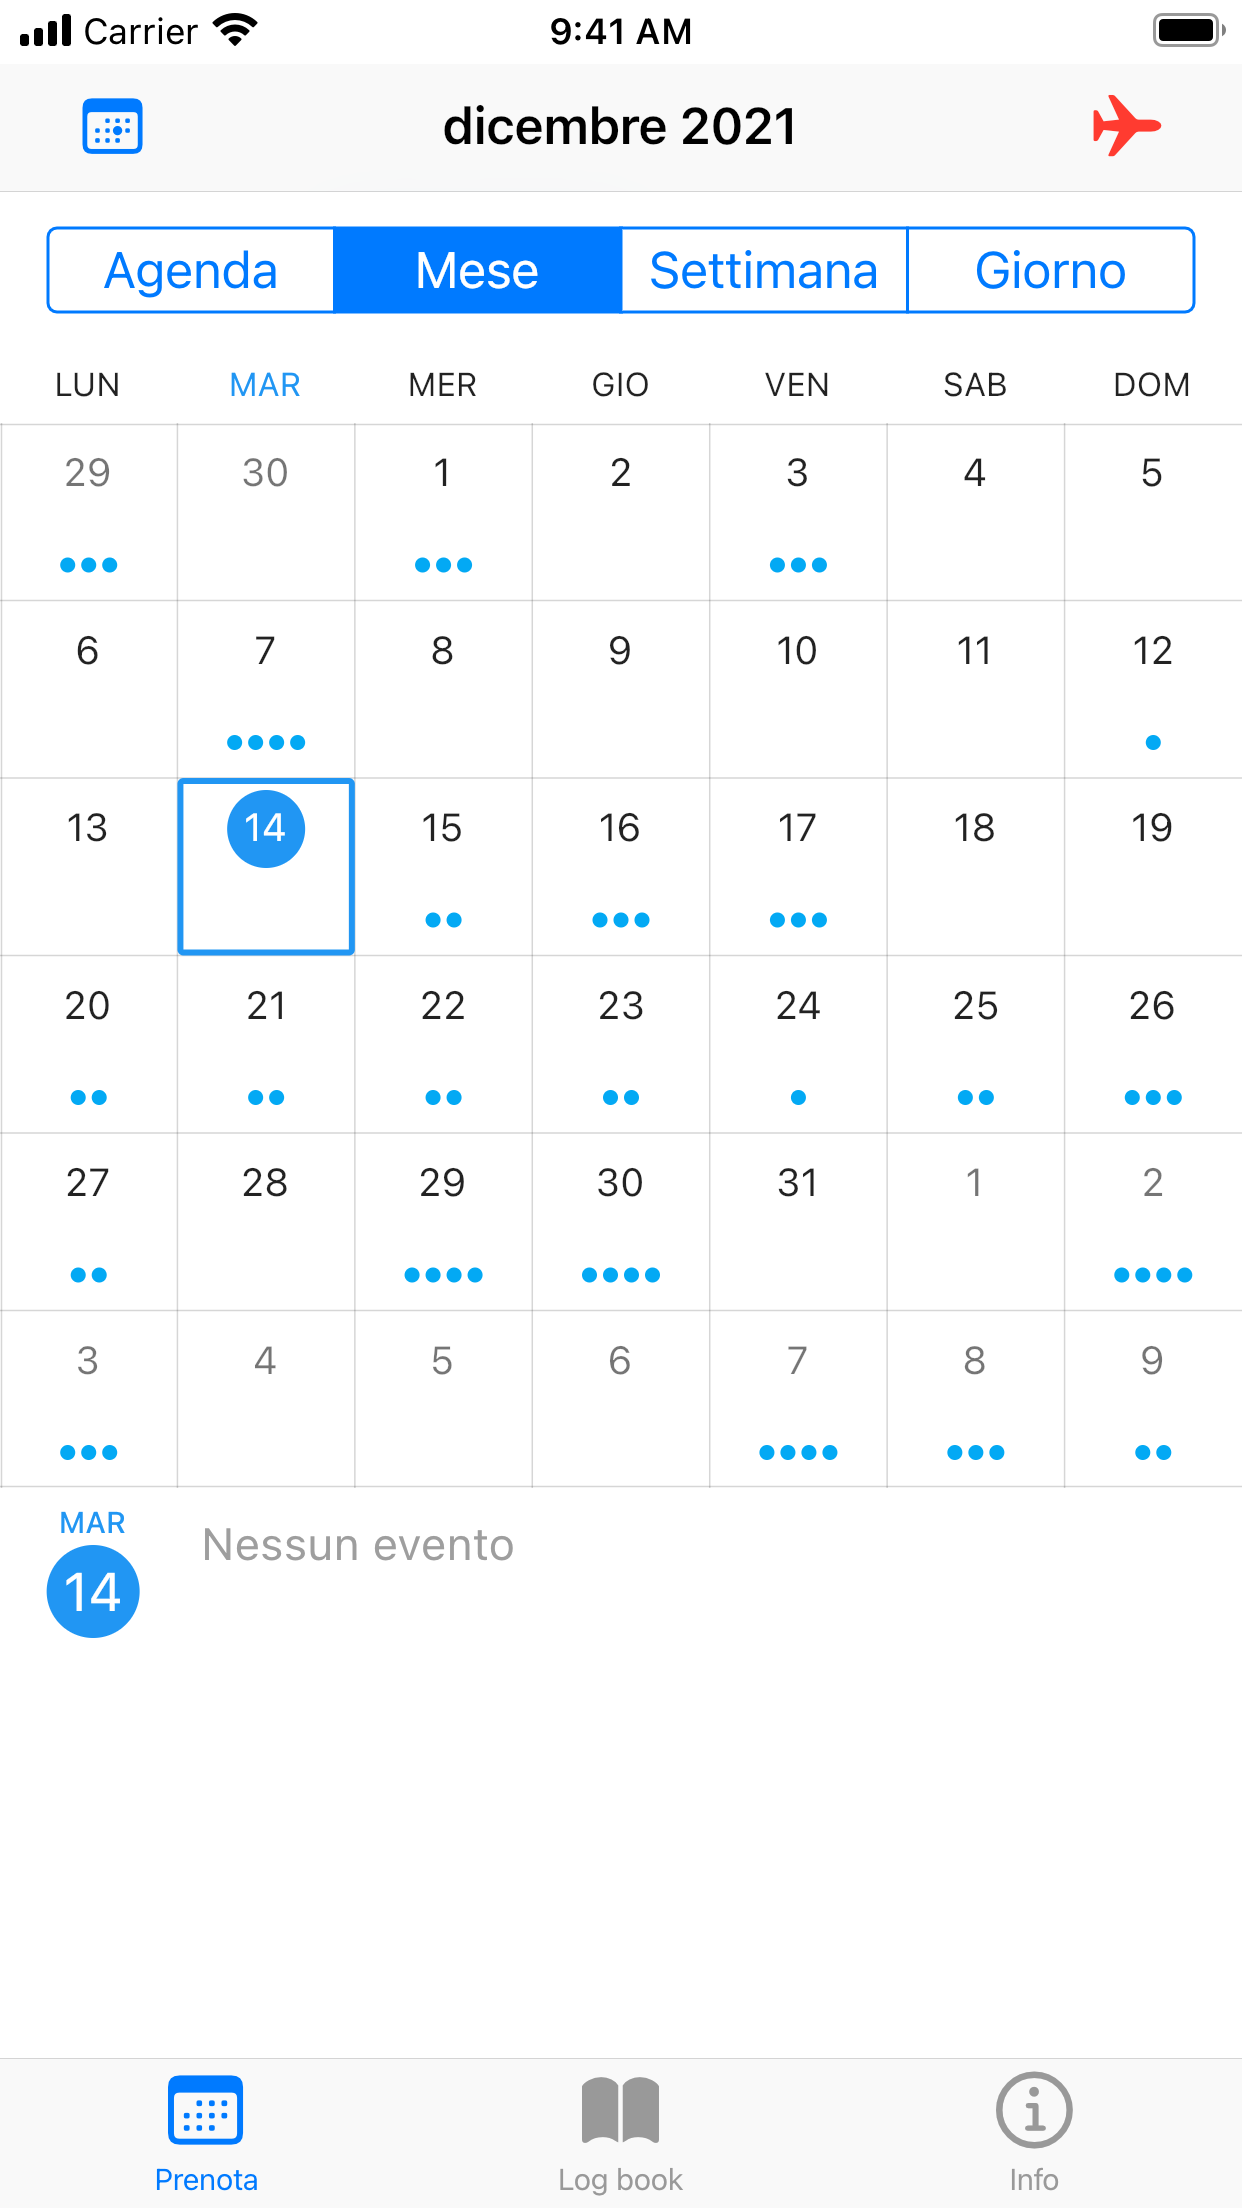 Carrier 9:41 AM
dicembre 2021
Agenda Mese Settimana Giorno
LUN MAR MER GIO VEN SAB DOM
29 30 1 2 3 4 5
6 7 8 9 10 11 12
13 14 15 16 17 18 19
20 21 22 23 24 25 26
27 28 29 30 31 1 2
3 4 5 6 7 8 9
MAR
14
Nessun evento
Prenota Log book Info